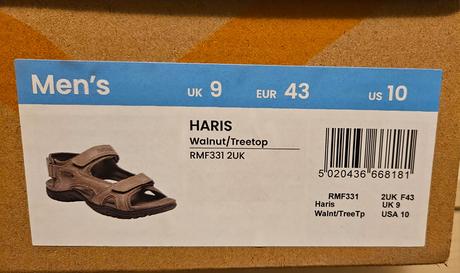 Men's UK 9 EUR 43 US 10
HARIS
Walnut/Treetop
RMF331 2UK
5 020436 668181
RMF331 2UK F43
Haris UK 9
Walnt/TreeTp USA 10